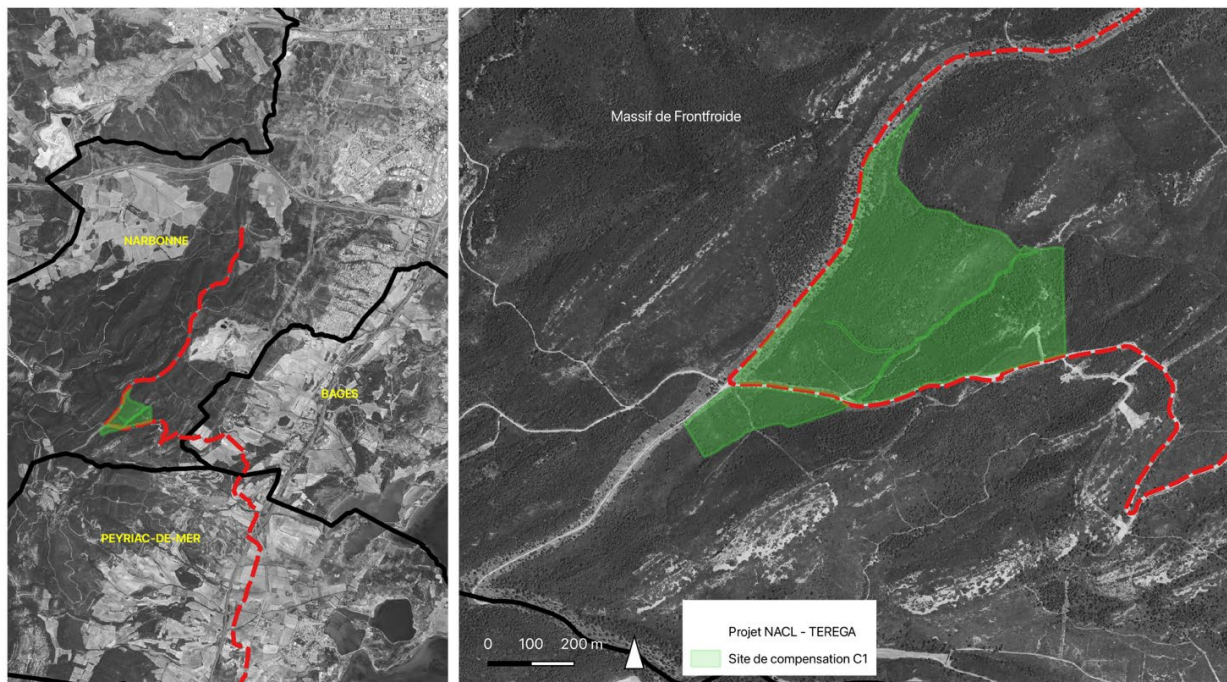 NARBONNE
BAGES
PEYRIAC-DE-MER
Massif de Frontfroide
0 100 200 m
Projet NACL - TEREGA
Site de compensation C1